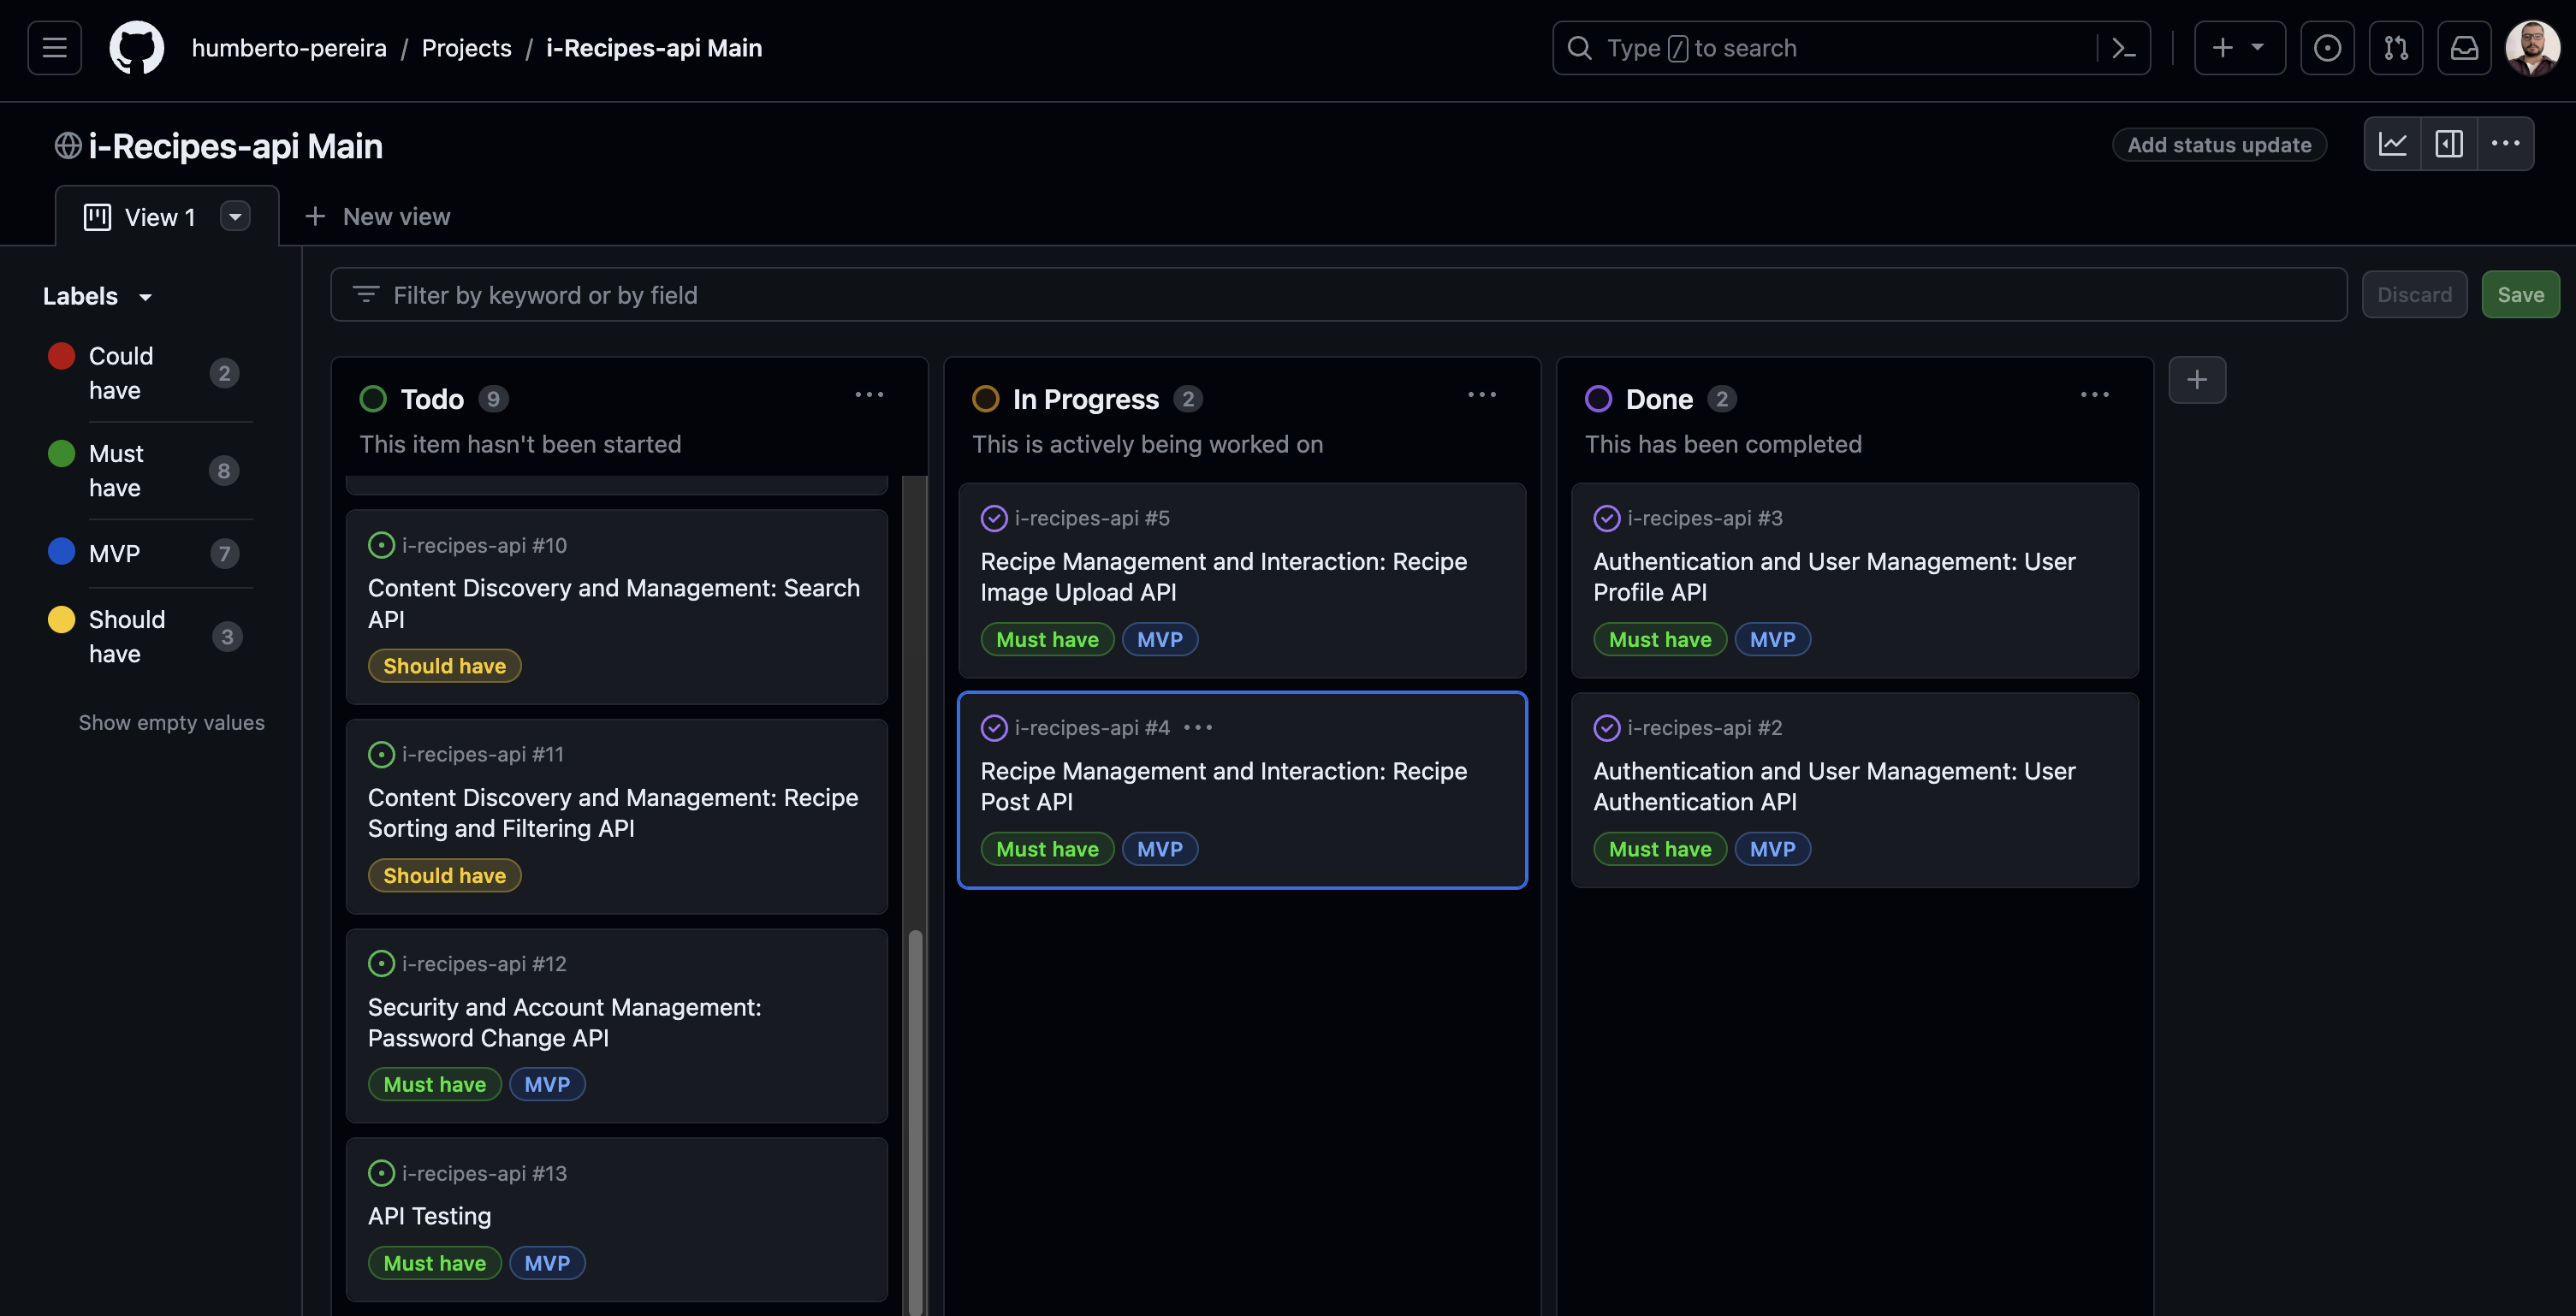 humberto-pereira / Projects / i-Recipes-api Main
Type / to search
i-Recipes-api Main
Add status update
View 1
New view
Labels
Could
have
2
Must
have
8
MVP 7
Should
have
3
Show empty values
Filter by keyword or by field
Discard
Save
Todo 9
This item hasn't been started
i-recipes-api #10
Content Discovery and Management: Search
API
Should have
i-recipes-api #11
Content Discovery and Management: Recipe
Sorting and Filtering API
Should have
i-recipes-api #12
Security and Account Management:
Password Change API
Must have MVP
i-recipes-api #13
API Testing
Must have MVP
In Progress 2
This is actively being worked on
i-recipes-api #5
Recipe Management and Interaction: Recipe
Image Upload API
Must have MVP
i-recipes-api #4
Recipe Management and Interaction: Recipe
Post API
Must have MVP
Done 2
This has been completed
i-recipes-api #3
Authentication and User Management: User
Profile API
Must have MVP
i-recipes-api #2
Authentication and User Management: User
Authentication API
Must have MVP